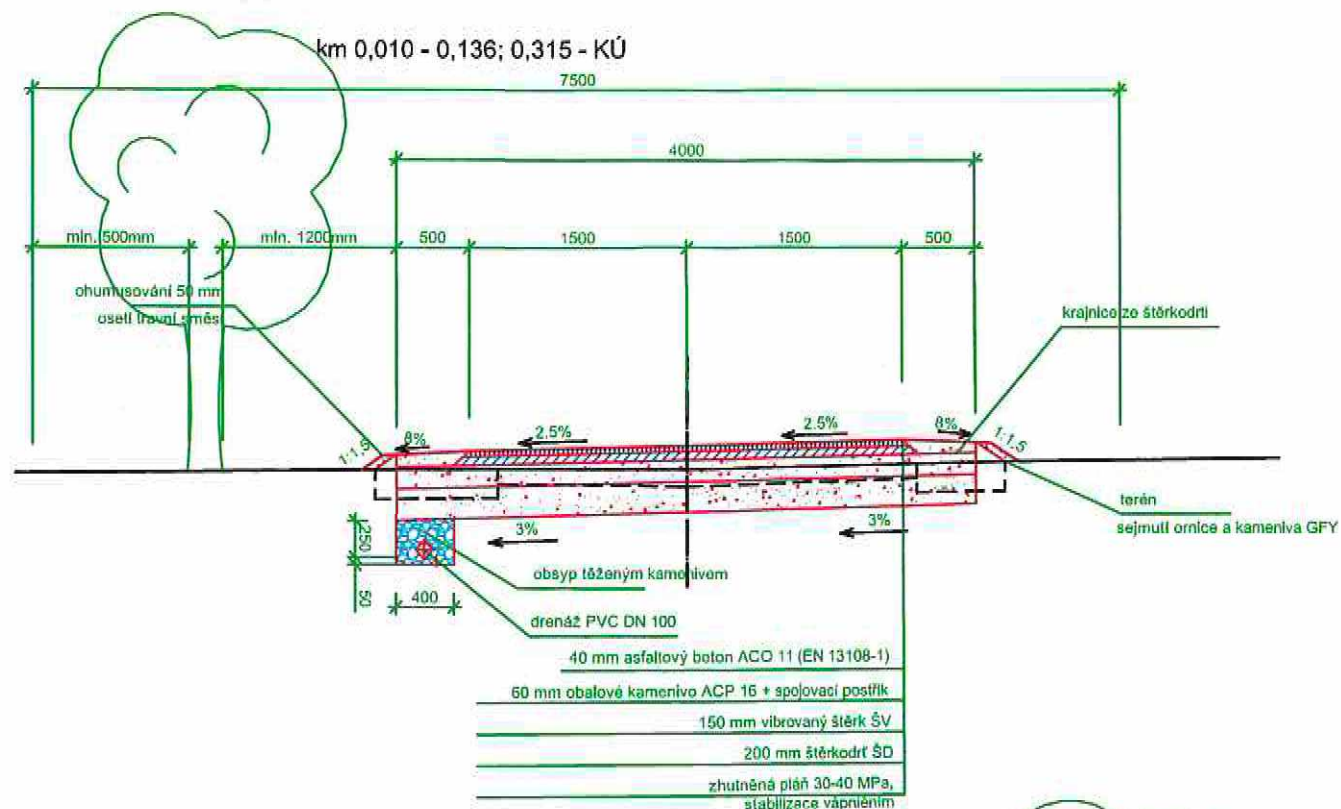 km 0,010 - 0,136; 0,315 - KÚ
7500
4000
min. 500mm
min. 1200mm
500
1500
1500
500
ohumusování 50 mm
osetí travní směsí
krajnice ze štěrkodrti
1:1,5
8%
2.5%
2.5%
8%
1:1,5
terén
sejmutí ornice a kameniva GFY
3%
3%
250
50
400
obsyp těženým kamenivem
drenáž PVC DN 100
40 mm asfaltový beton ACO 11 (EN 13108-1)
60 mm obalové kamenivo ACP 16 + spojovací postřik
150 mm vibrovaný štěrk ŠV
200 mm štěrkodrť ŠD
zhutněná pláň 30-40 MPa,
stabilizace vápněním